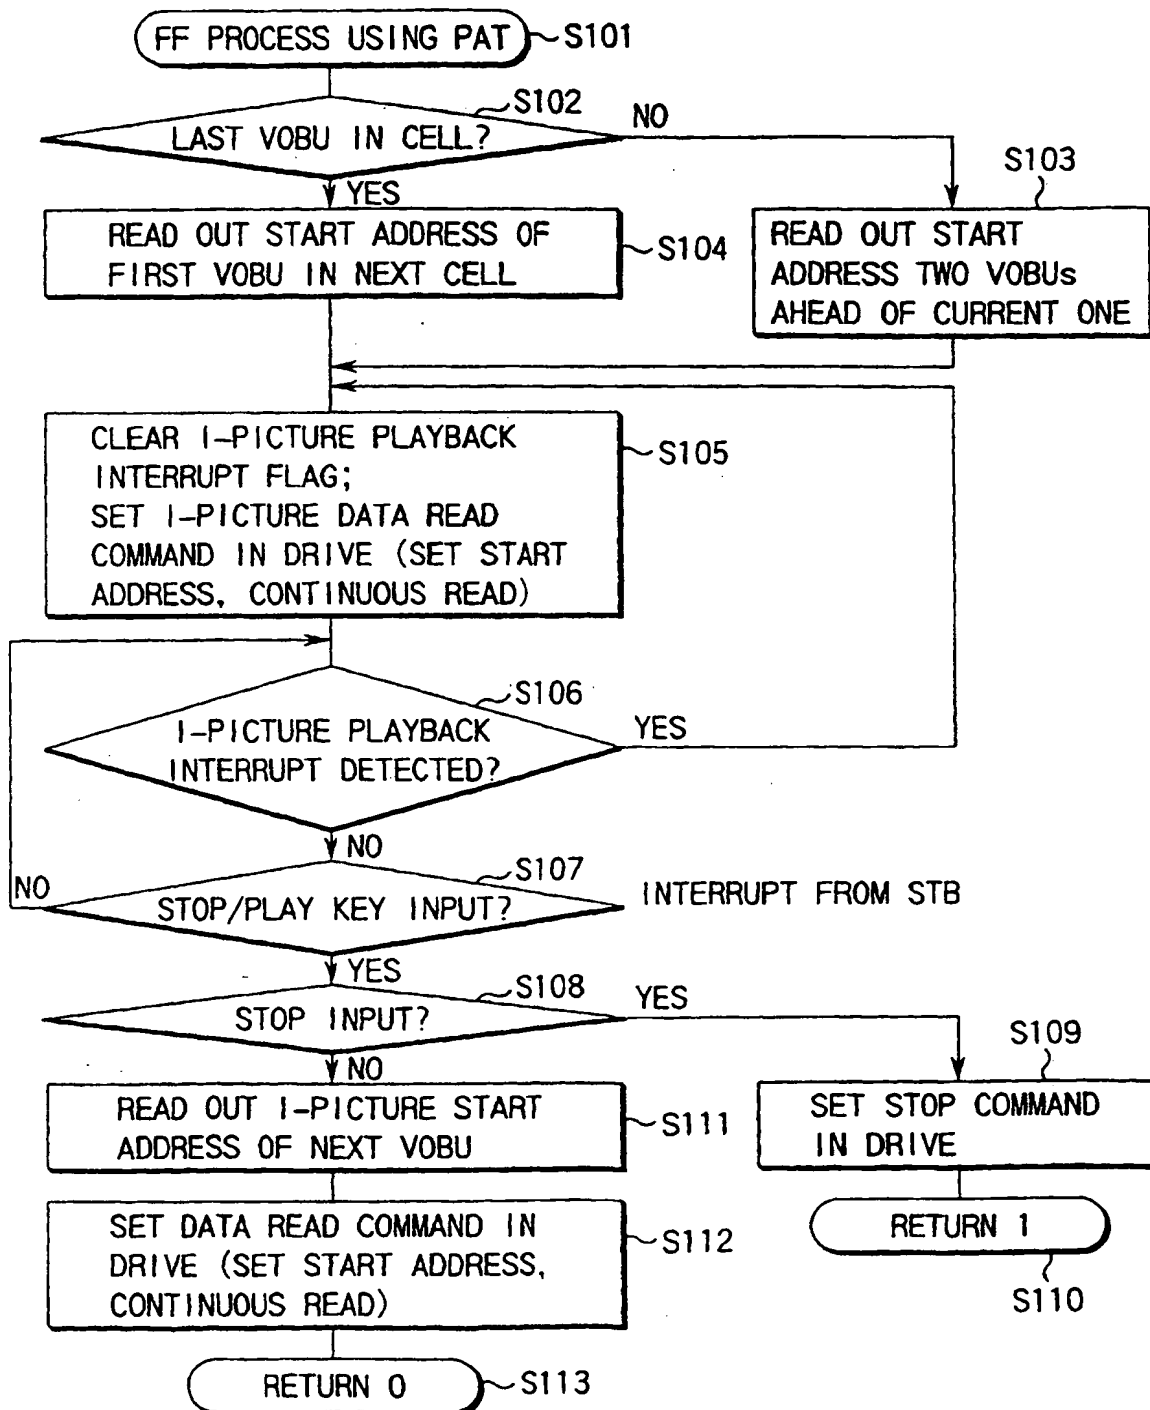 FF PROCESS USING PAT
S101
S102
LAST VOBU IN CELL?
NO
YES
S103
READ OUT START ADDRESS OF
FIRST VOBU IN NEXT CELL
S104
READ OUT START
ADDRESS TWO VOBUs
AHEAD OF CURRENT ONE
CLEAR I-PICTURE PLAYBACK
INTERRUPT FLAG;
SET I-PICTURE DATA READ
COMMAND IN DRIVE (SET START
ADDRESS, CONTINUOUS READ)
S105
S106
I-PICTURE PLAYBACK
INTERRUPT DETECTED?
YES
NO
S107
NO
STOP/PLAY KEY INPUT?
INTERRUPT FROM STB
YES
S108
STOP INPUT?
YES
NO
S109
READ OUT I-PICTURE START
ADDRESS OF NEXT VOBU
S111
SET STOP COMMAND
IN DRIVE
SET DATA READ COMMAND IN
DRIVE (SET START ADDRESS,
CONTINUOUS READ)
S112
RETURN 1
S110
RETURN 0
S113